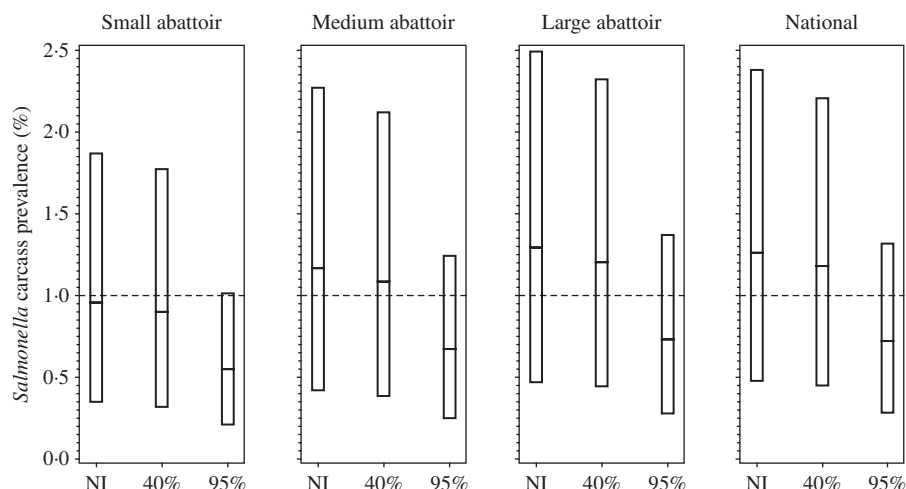 Small abattoir
Medium abattoir
Large abattoir
National
Salmonella carcass prevalence (%)
2·5
2·0
1·5
1·0
0·5
0·0
NI 40% 95%
NI 40% 95%
NI 40% 95%
NI 40% 95%